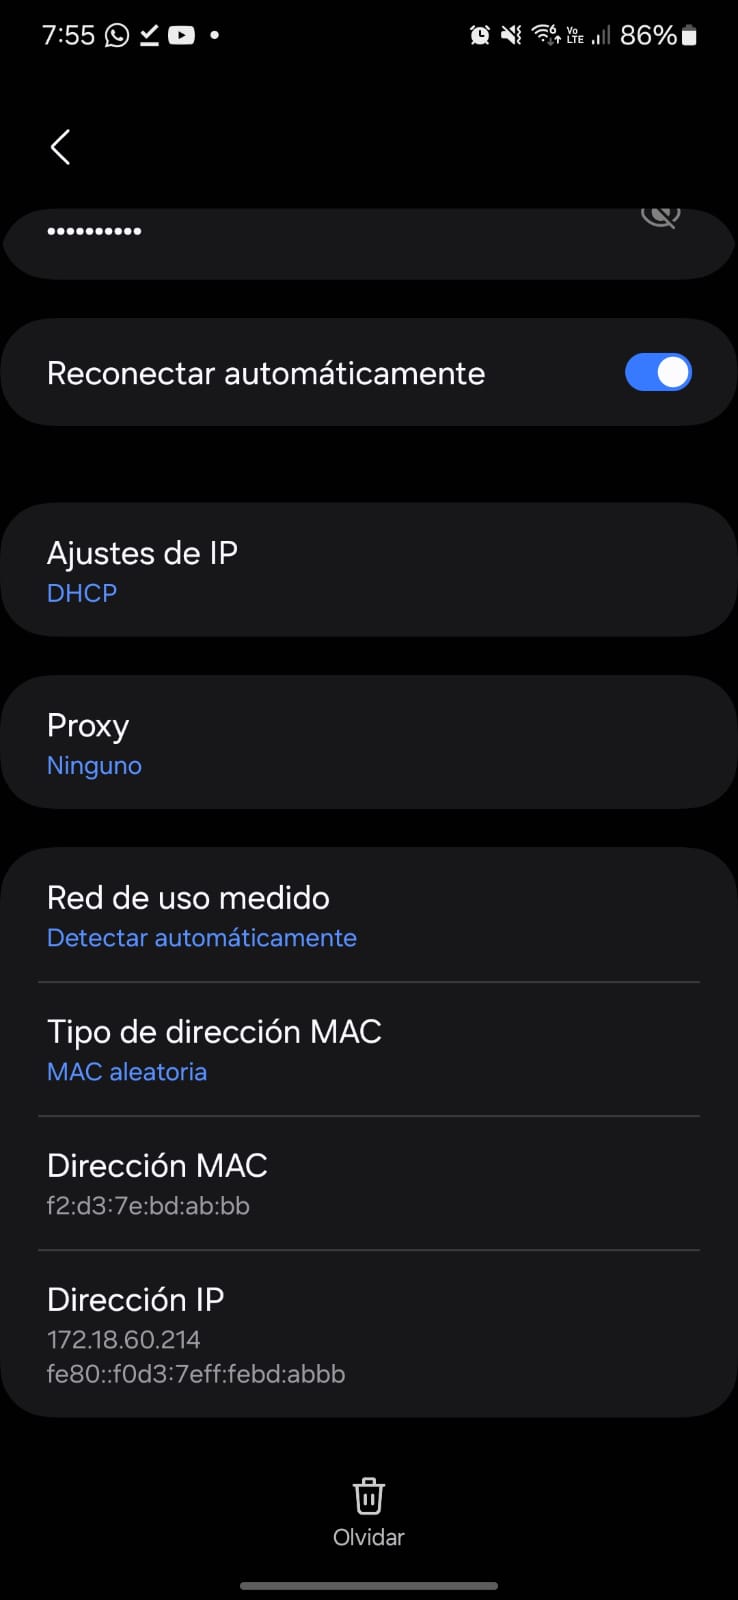 7:55
Vo
LTE
86%
••••••••••
Reconectar automáticamente
Ajustes de IP
DHCP
Proxy
Ninguno
Red de uso medido
Detectar automáticamente
Tipo de dirección MAC
MAC aleatoria
Dirección MAC
f2:d3:7e:bd:ab:bb
Dirección IP
172.18.60.214
fe80::f0d3:7eff:febd:abbb
Olvidar